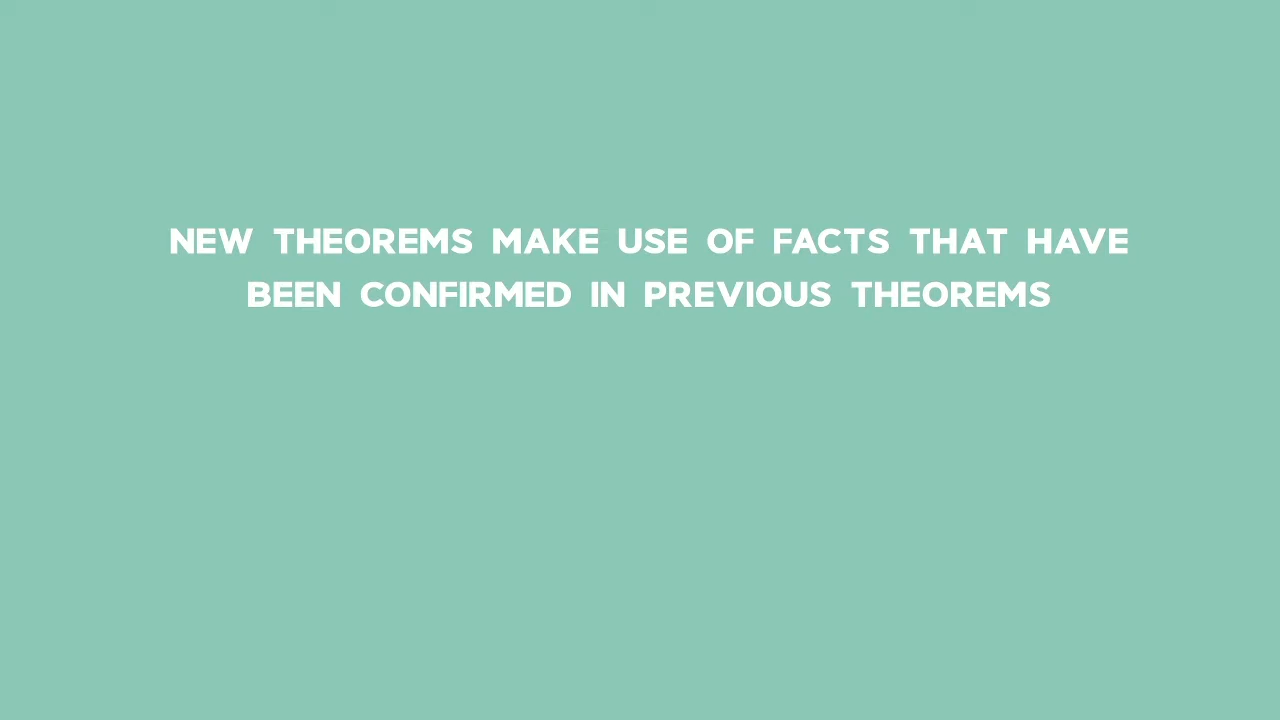 NEW THEOREMS MAKE USE OF FACTS THAT HAVE
BEEN CONFIRMED IN PREVIOUS THEOREMS